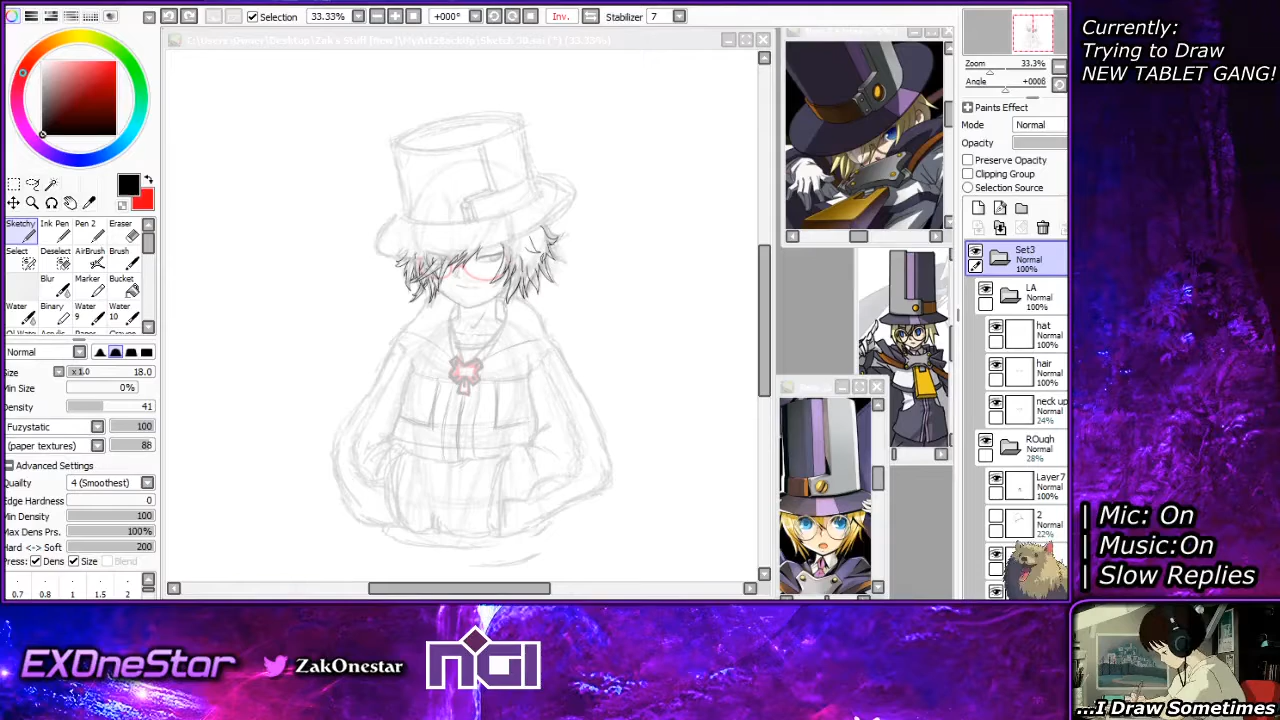 Selection
33.33%
+000°
Inv.
Stabilizer
7
Currently:
Trying to Draw
NEW TABLET GANG!
Zoom
33.3%
Angle
Paints Effect
Mode
Normal
Opacity
Preserve Opacity
Clipping Group
Selection Source
Sketchy
Ink Pen
Pen 2
Eraser
Select
Deselect
AirBrush
Brush
Blur
Marker
Bucket
Water
Binary
Water
Water
9
10
Normal
Size
x1.0
18.0
Min Size
0%
Density
41
Fuzystatic
100
(paper textures)
88
Advanced Settings
Quality
4 (Smoothest)
Edge Hardness
0
Min Density
100
Max Dens Prs.
100%
Hard <-> Soft
200
Press:
Dens
Size
Blend
0.7
0.8
1
1.5
2
Set3
Normal
100%
LA
Normal
100%
hat
Normal
100%
hair
Normal
100%
neck up
Normal
24%
ROugh
Normal
28%
Layer7
Normal
100%
2
Normal
22%
| Mic: On
| Music:On
| Slow Replies
EXOneStar
ZakOnestar
NGI
...I Draw Sometimes